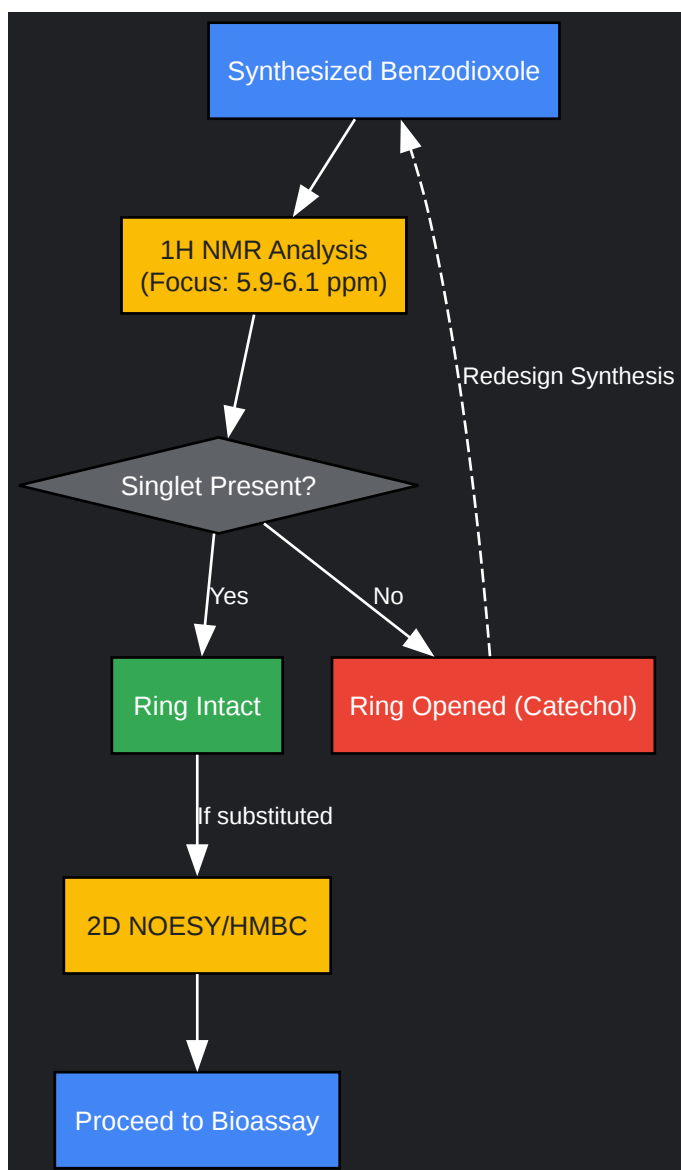 Synthesized Benzodioxole
1H NMR Analysis
(Focus: 5.9-6.1 ppm)
Redesign Synthesis
Singlet Present?
Yes
No
Ring Intact
Ring Opened (Catechol)
If substituted
2D NOESY/HMBC
Proceed to Bioassay